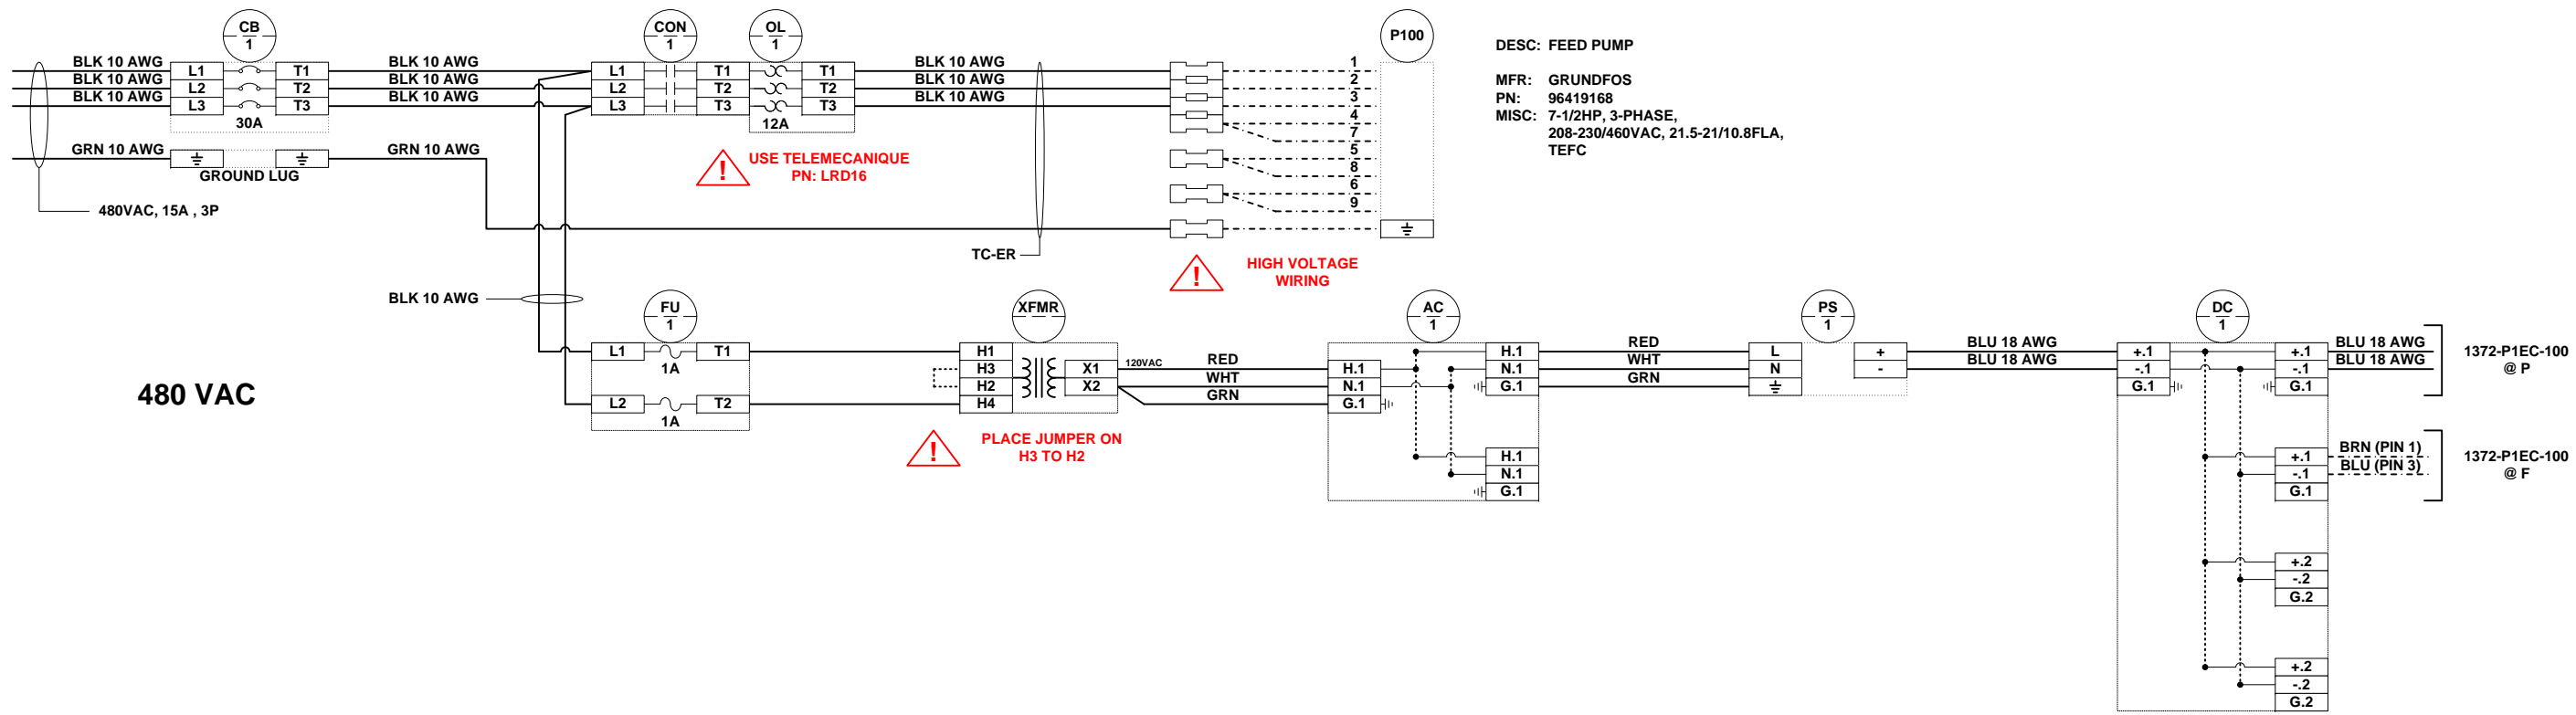 CB
1
CON
1
OL
1
P100
DESC: FEED PUMP
MFR: GRUNDFOS
PN: 96419168
MISC: 7-1/2HP, 3-PHASE,
208-230/460VAC, 21.5-21/10.8FLA,
TEFC
BLK 10 AWG L1 T1 BLK 10 AWG L1 T1 T1 BLK 10 AWG 1
BLK 10 AWG L2 T2 BLK 10 AWG L2 T2 T2 BLK 10 AWG 2
BLK 10 AWG L3 T3 BLK 10 AWG L3 T3 T3 BLK 10 AWG 3
30A
12A
4
7
5
8
6
9
GRN 10 AWG
GRN 10 AWG
GROUND LUG
480VAC, 15A , 3P
USE TELEMECANIQUE
PN: LRD16
!
TC-ER
!
HIGH VOLTAGE
WIRING
BLK 10 AWG
480 VAC
FU
1
L1 T1
1A
L2 T2
1A
XFMR
H1
H3
H2
H4
X1
X2
!
PLACE JUMPER ON
H3 TO H2
120VAC
RED
WHT
GRN
AC
1
H.1
N.1
G.1
H.1
N.1
G.1
H.1
N.1
G.1
RED
WHT
GRN
PS
1
L
N
+
-
BLU 18 AWG
BLU 18 AWG
DC
1
+.1
-.1
G.1
+.1
-.1
G.1
BLU 18 AWG
BLU 18 AWG
1372-P1EC-100
@ P
+.1
-.1
G.1
BRN (PIN 1)
BLU (PIN 3)
1372-P1EC-100
@ F
+.2
-.2
G.2
+.2
-.2
G.2